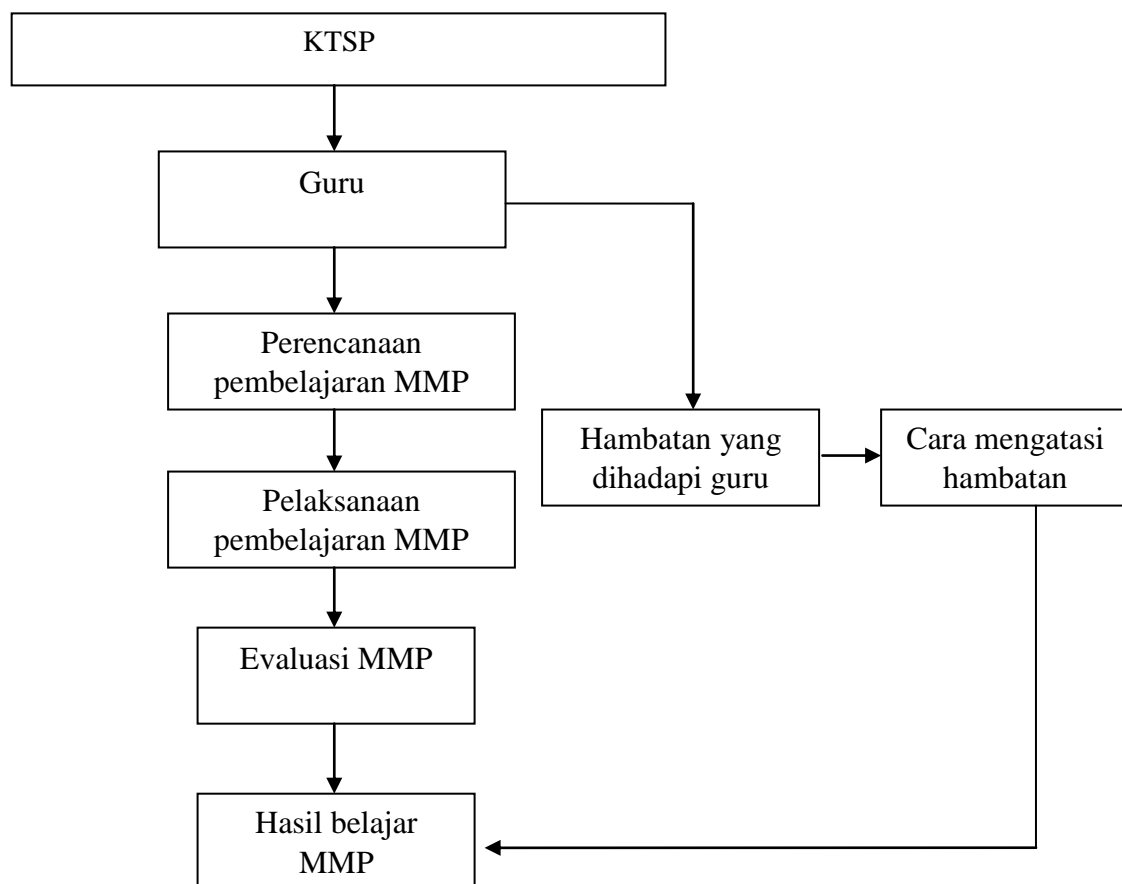 KTSP
Guru
Perencanaan
pembelajaran MMP
Hambatan yang
dihadapi guru
Cara mengatasi
hambatan
Pelaksanaan
pembelajaran MMP
Evaluasi MMP
Hasil belajar
MMP